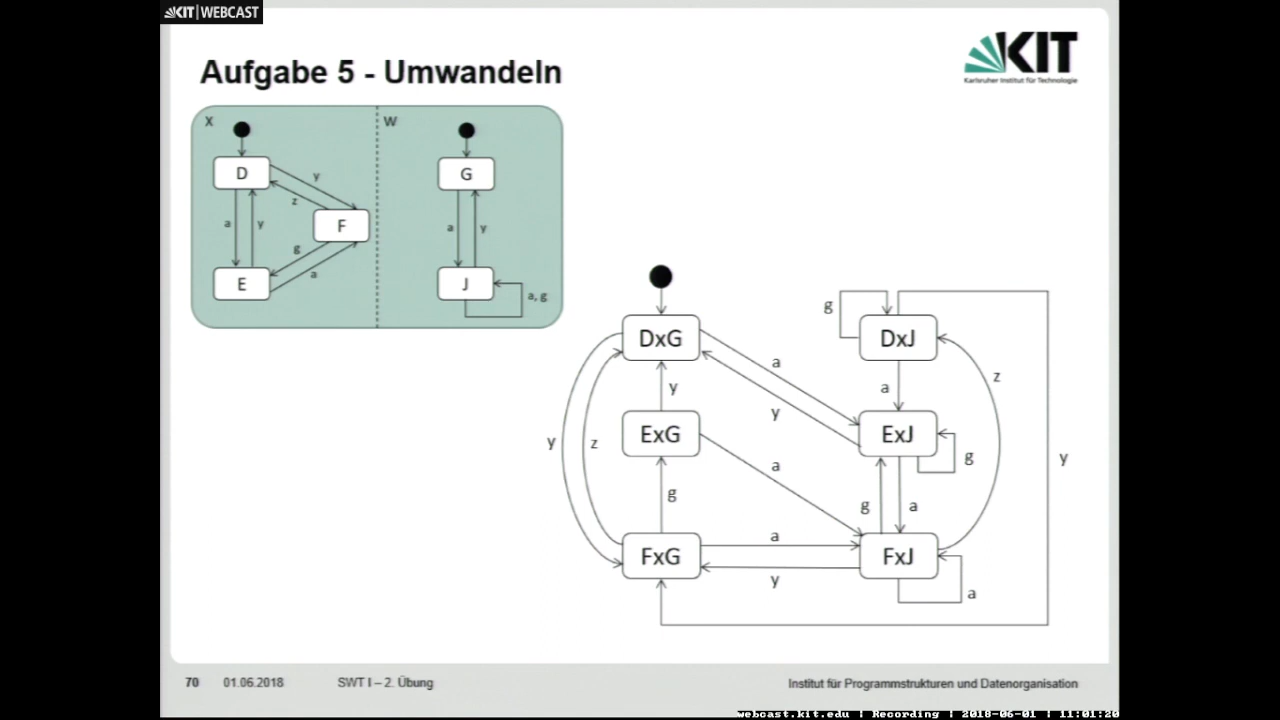 KIT | WEBCAST
Aufgabe 5 - Umwandeln
KIT
Karlsruher Institut für Technologie
X
W
D
G
y
z
F
a
y
a
y
g
a
E
J
a, g
DxG
DxJ
g
a
a
z
y
y
ExG
ExJ
g
y
z
a
y
g
g
a
a
FxG
FxJ
y
a
70 01.06.2018 SWT I – 2. Übung Institut für Programmstrukturen und Datenorganisation
webcast.kit.edu | Recording | 2018-06-01 | 11:01:20